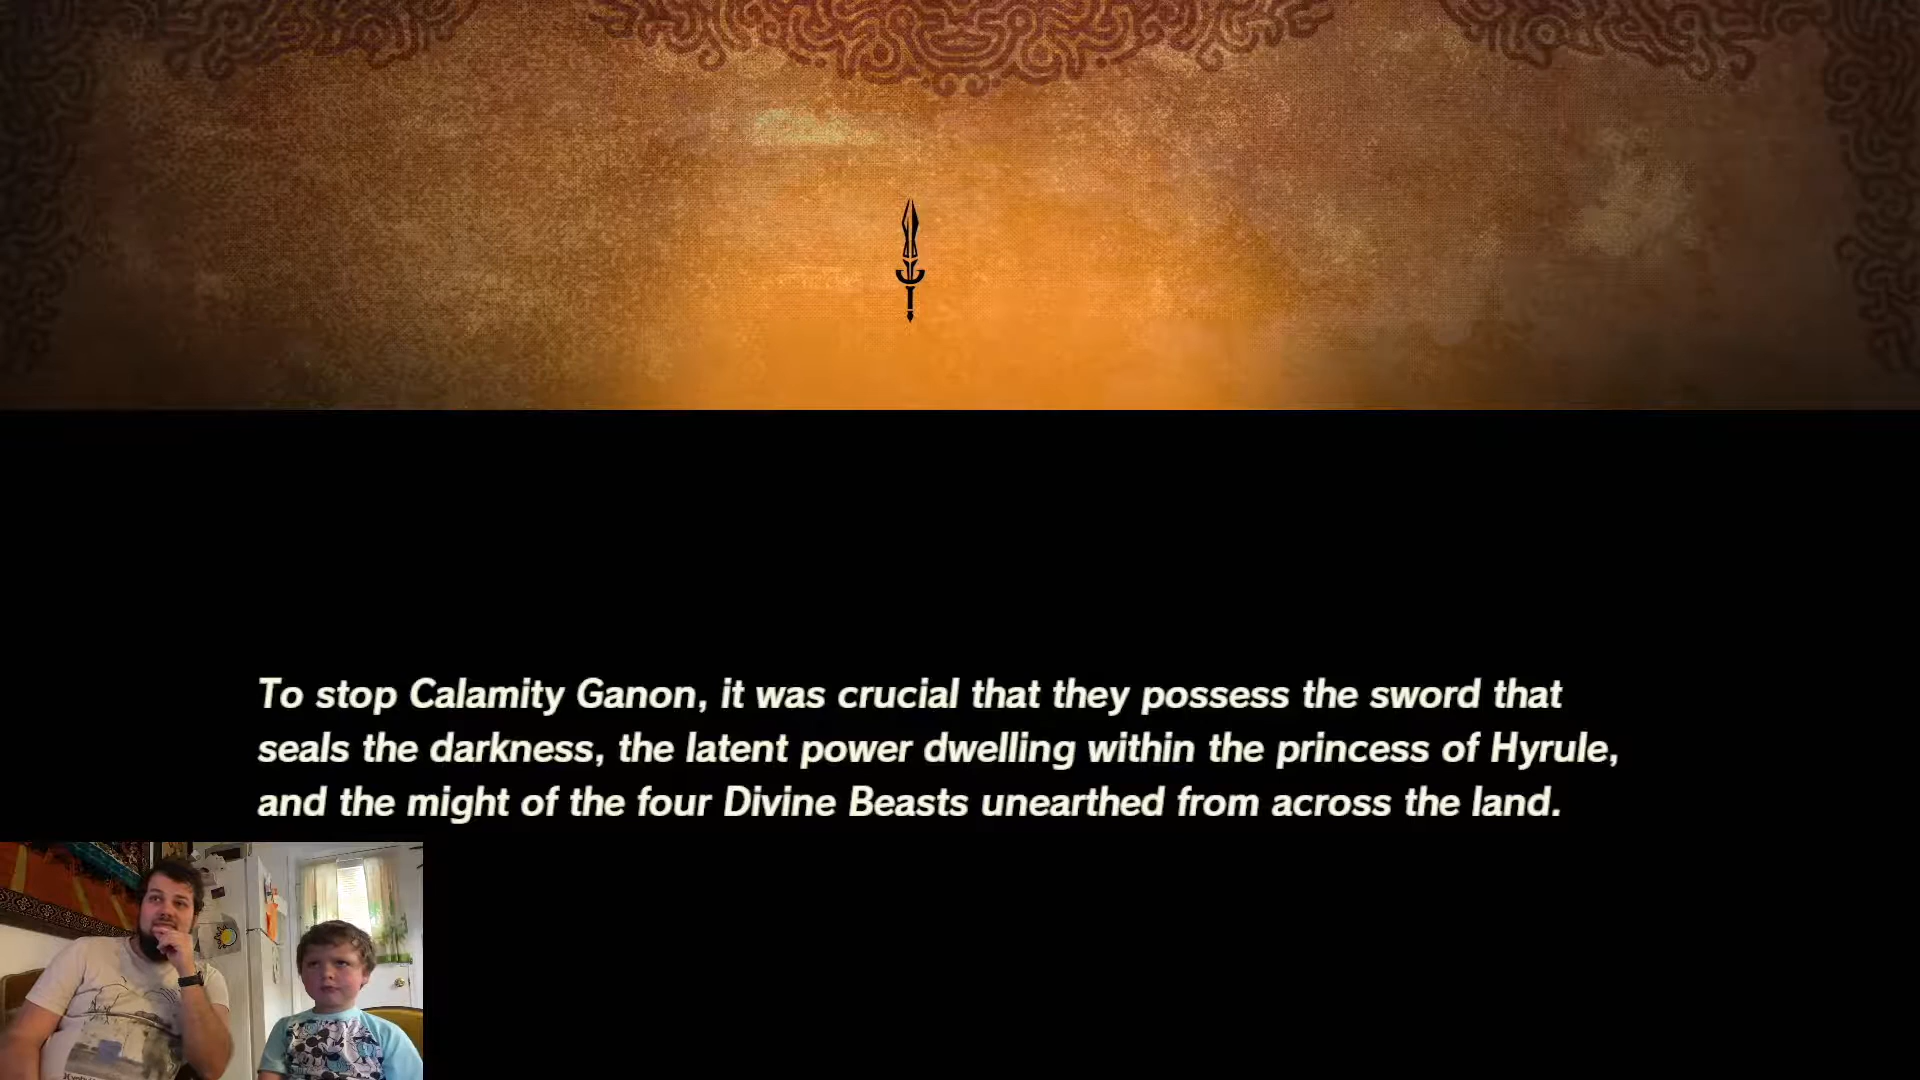 To stop Calamity Ganon, it was crucial that they possess the sword that
seals the darkness, the latent power dwelling within the princess of Hyrule,
and the might of the four Divine Beasts unearthed from across the land.